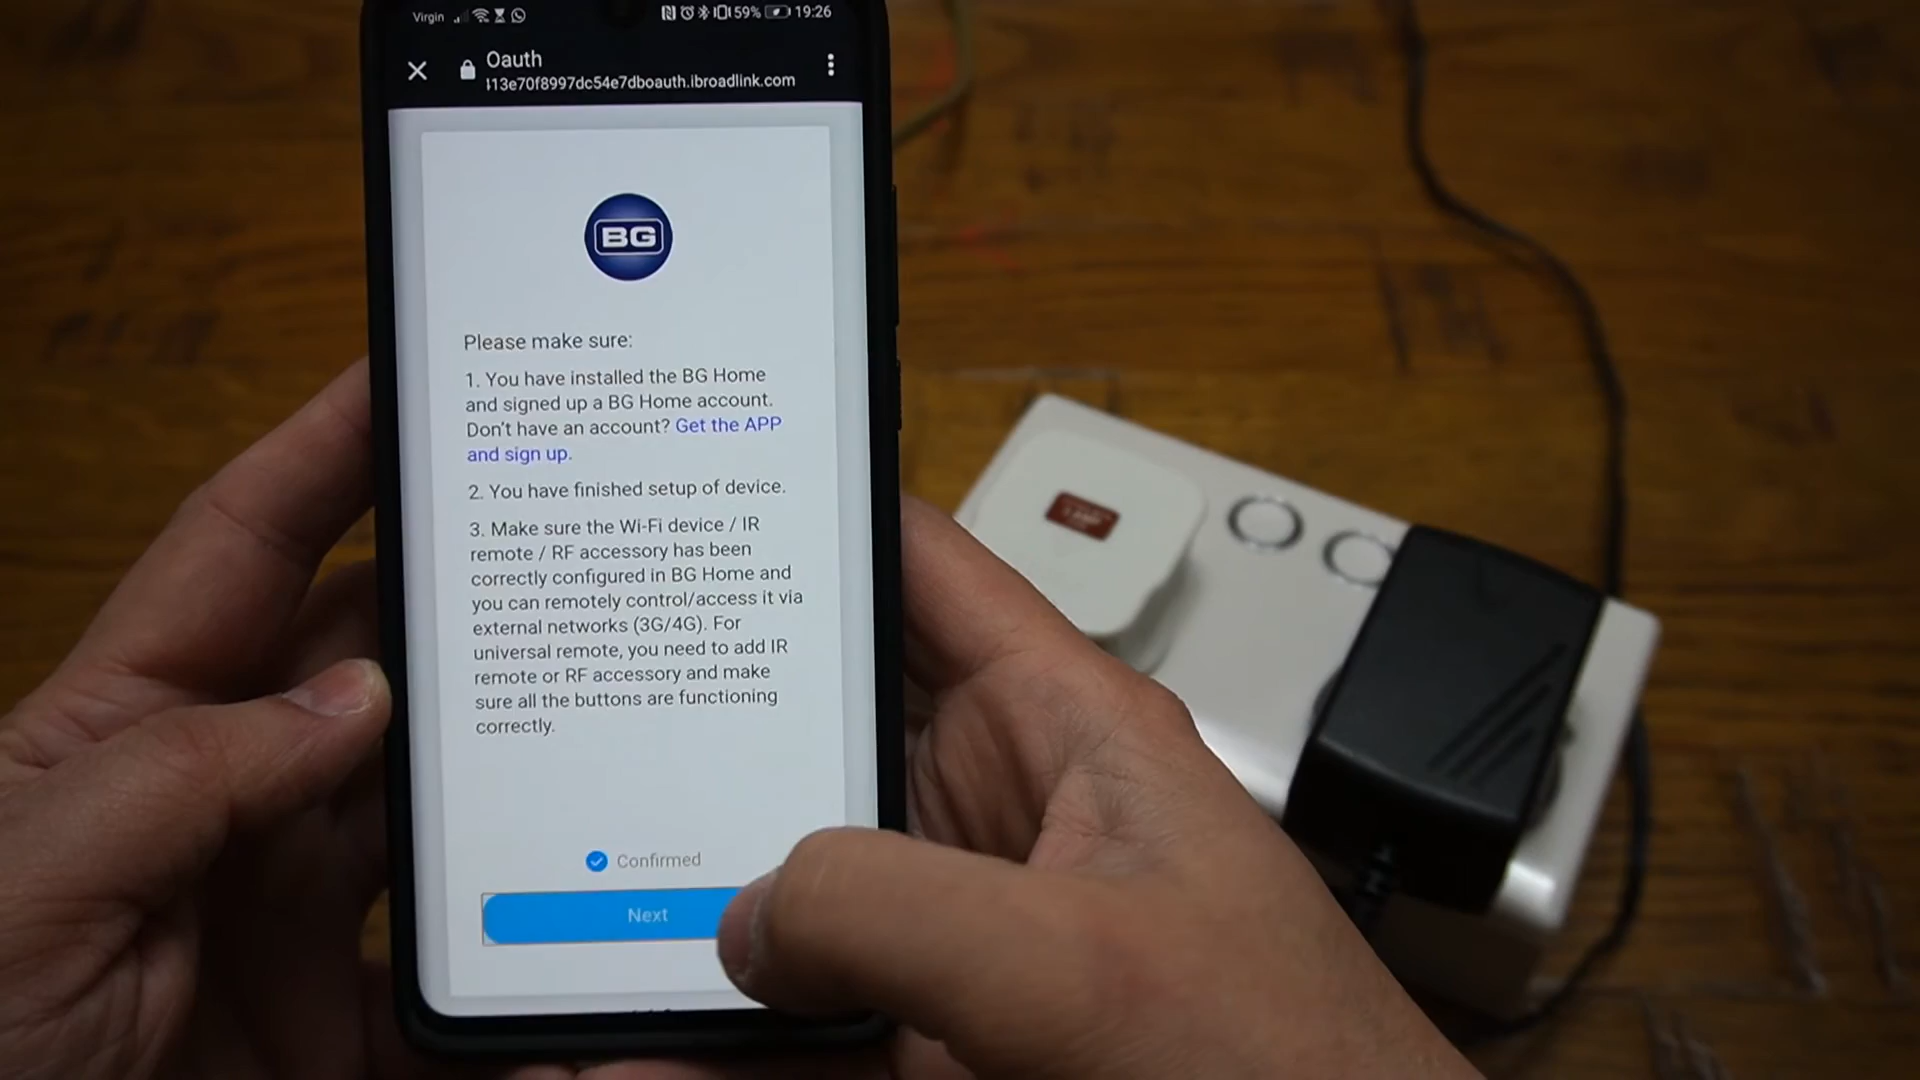 Virgin
59% 19:26
Oauth
l13e70f8997dc54e7dboauth.ibroadlink.com
BG
Please make sure:
1. You have installed the BG Home
and signed up a BG Home account.
Don't have an account? Get the APP
and sign up.
2. You have finished setup of device.
3. Make sure the Wi-Fi device / IR
remote / RF accessory has been
correctly configured in BG Home and
you can remotely control/access it via
external networks (3G/4G). For
universal remote, you need to add IR
remote or RF accessory and make
sure all the buttons are functioning
correctly.
Confirmed
Next